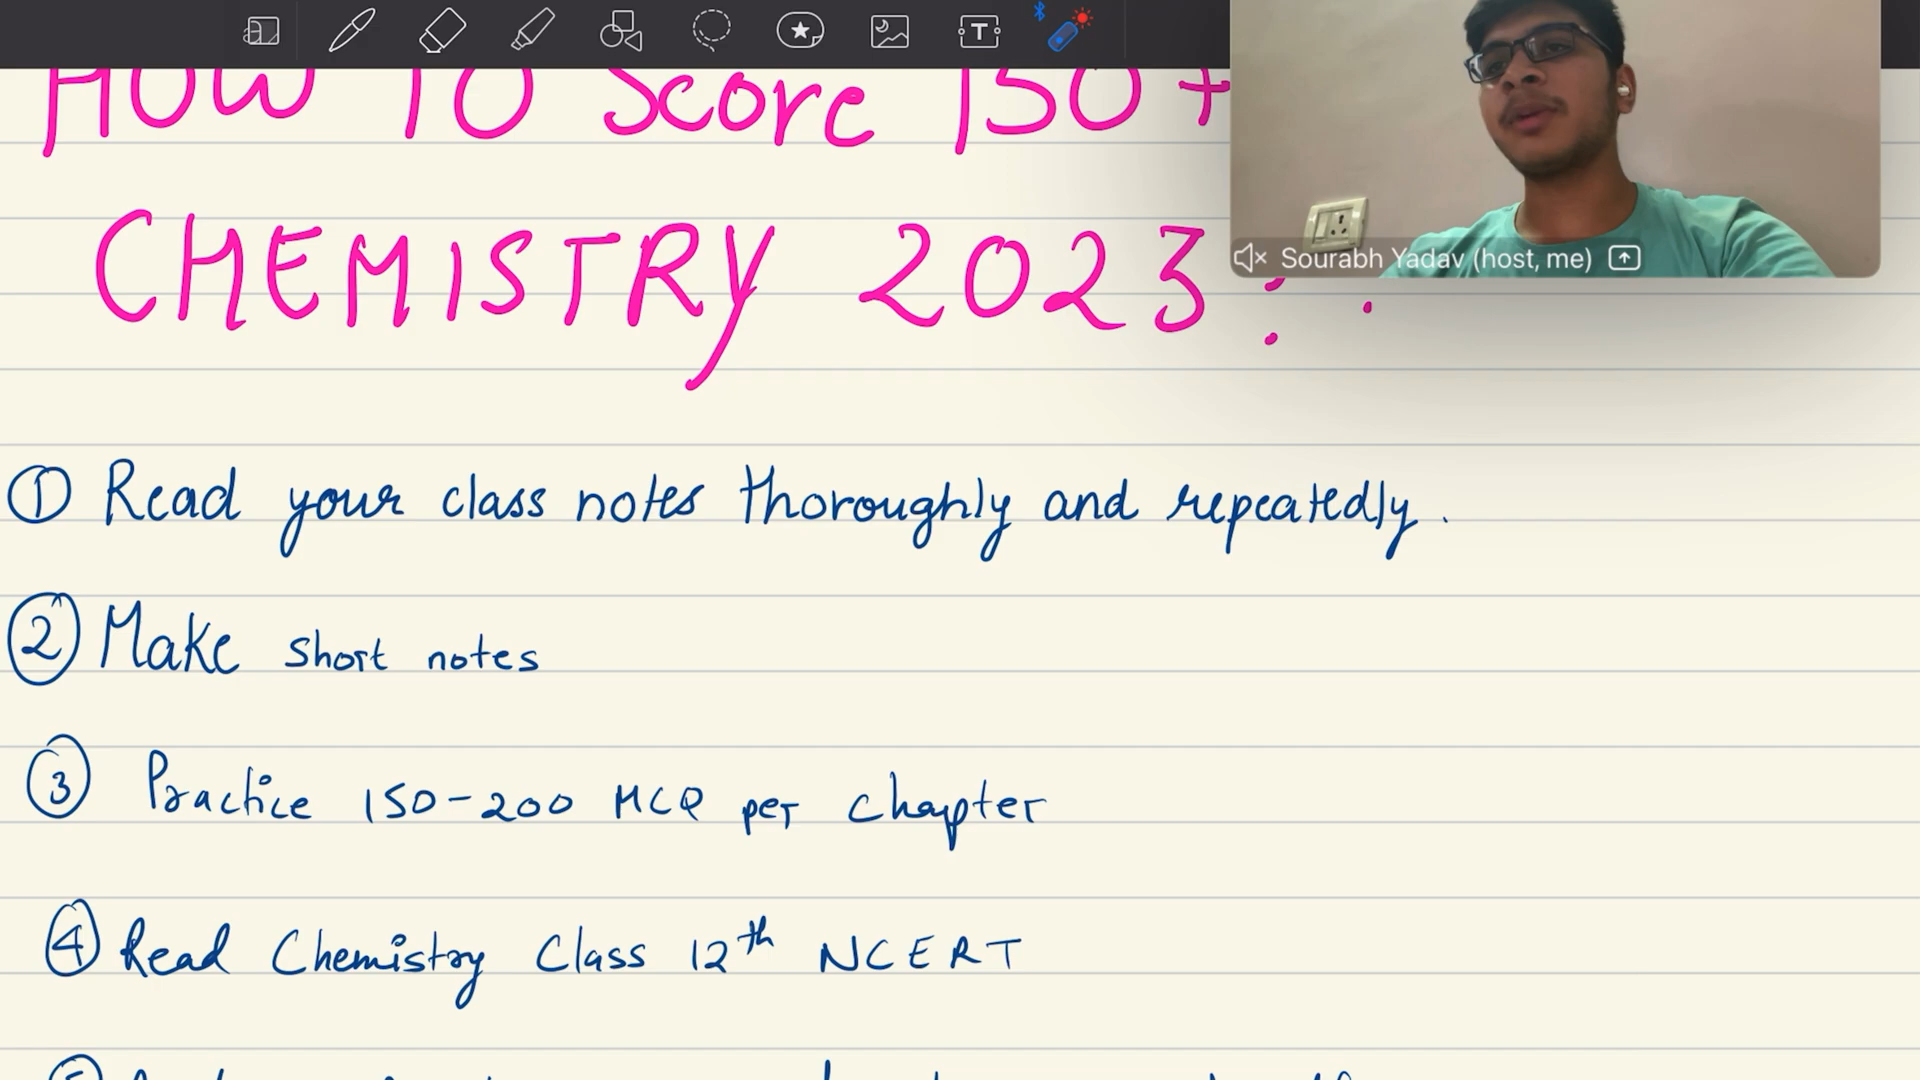 HOW TO Score 150+
CHEMISTRY 2023 :
Sourabh Yadav (host, me)
① Read your class notes thoroughly and repeatedly.
② Make short notes
③ Practice 150-200 MCQ per chapter
④ Read Chemistry Class 12th NCERT